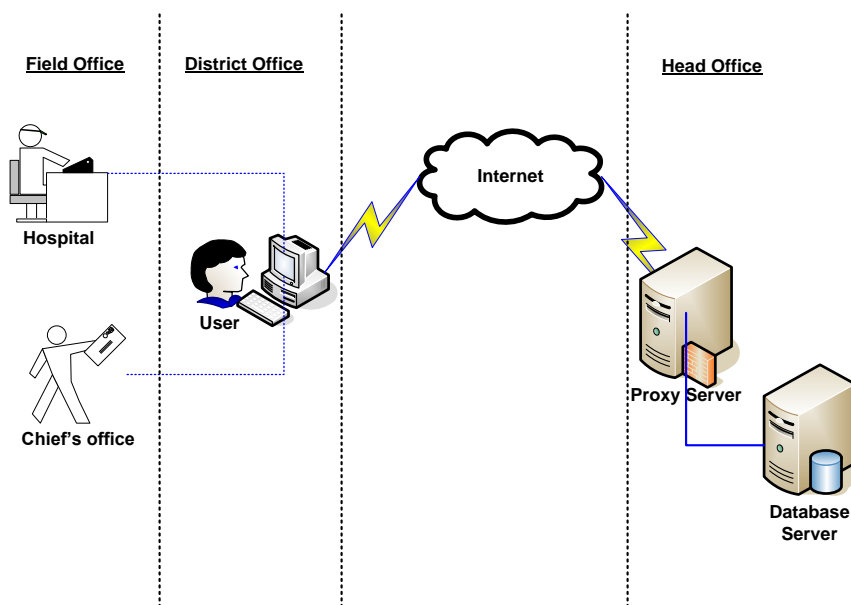 Field Office
District Office
Head Office
Internet
Hospital
User
Proxy Server
Chief's office
Database
Server